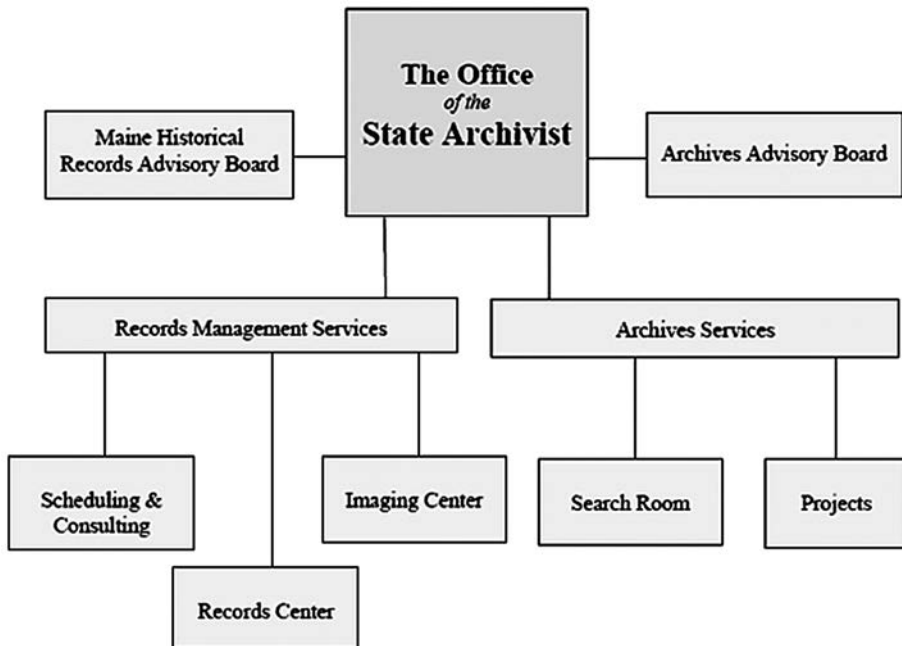 The Office
of the
State Archivist
Maine Historical
Records Advisory Board
Archives Advisory Board
Records Management Services
Archives Services
Scheduling &
Consulting
Imaging Center
Search Room
Projects
Records Center